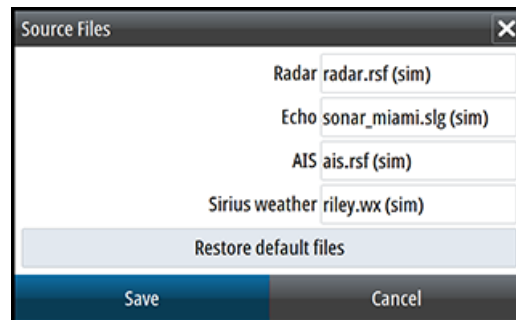 Source Files
Radar radar.rsf (sim)
Echo sonar_miami.slg (sim)
AIS ais.rsf (sim)
Sirius weather riley.wx (sim)
Restore default files
Save Cancel